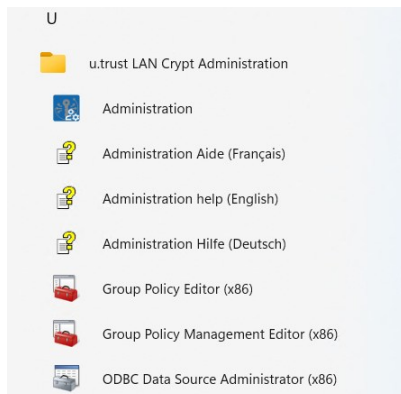 U
u.trust LAN Crypt Administration
Administration
Administration Aide (Français)
Administration help (English)
Administration Hilfe (Deutsch)
Group Policy Editor (x86)
Group Policy Management Editor (x86)
ODBC Data Source Administrator (x86)